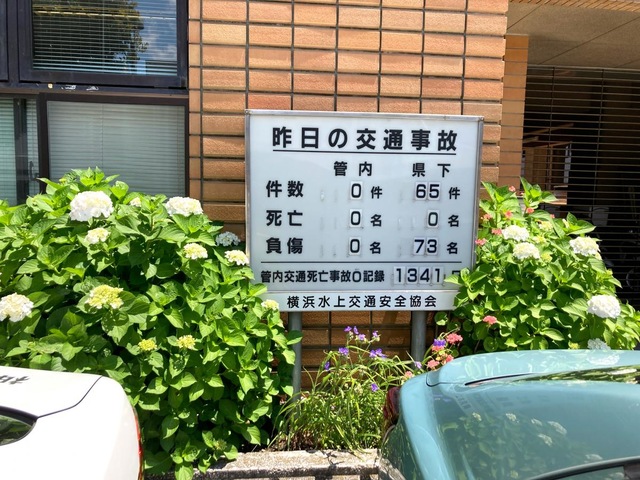 昨日の交通事故
管内 県下
件数 0件 65件
死亡 0名 0名
負傷 0名 73名
管内交通死亡事故0記録 1341日
横浜水上交通安全協会